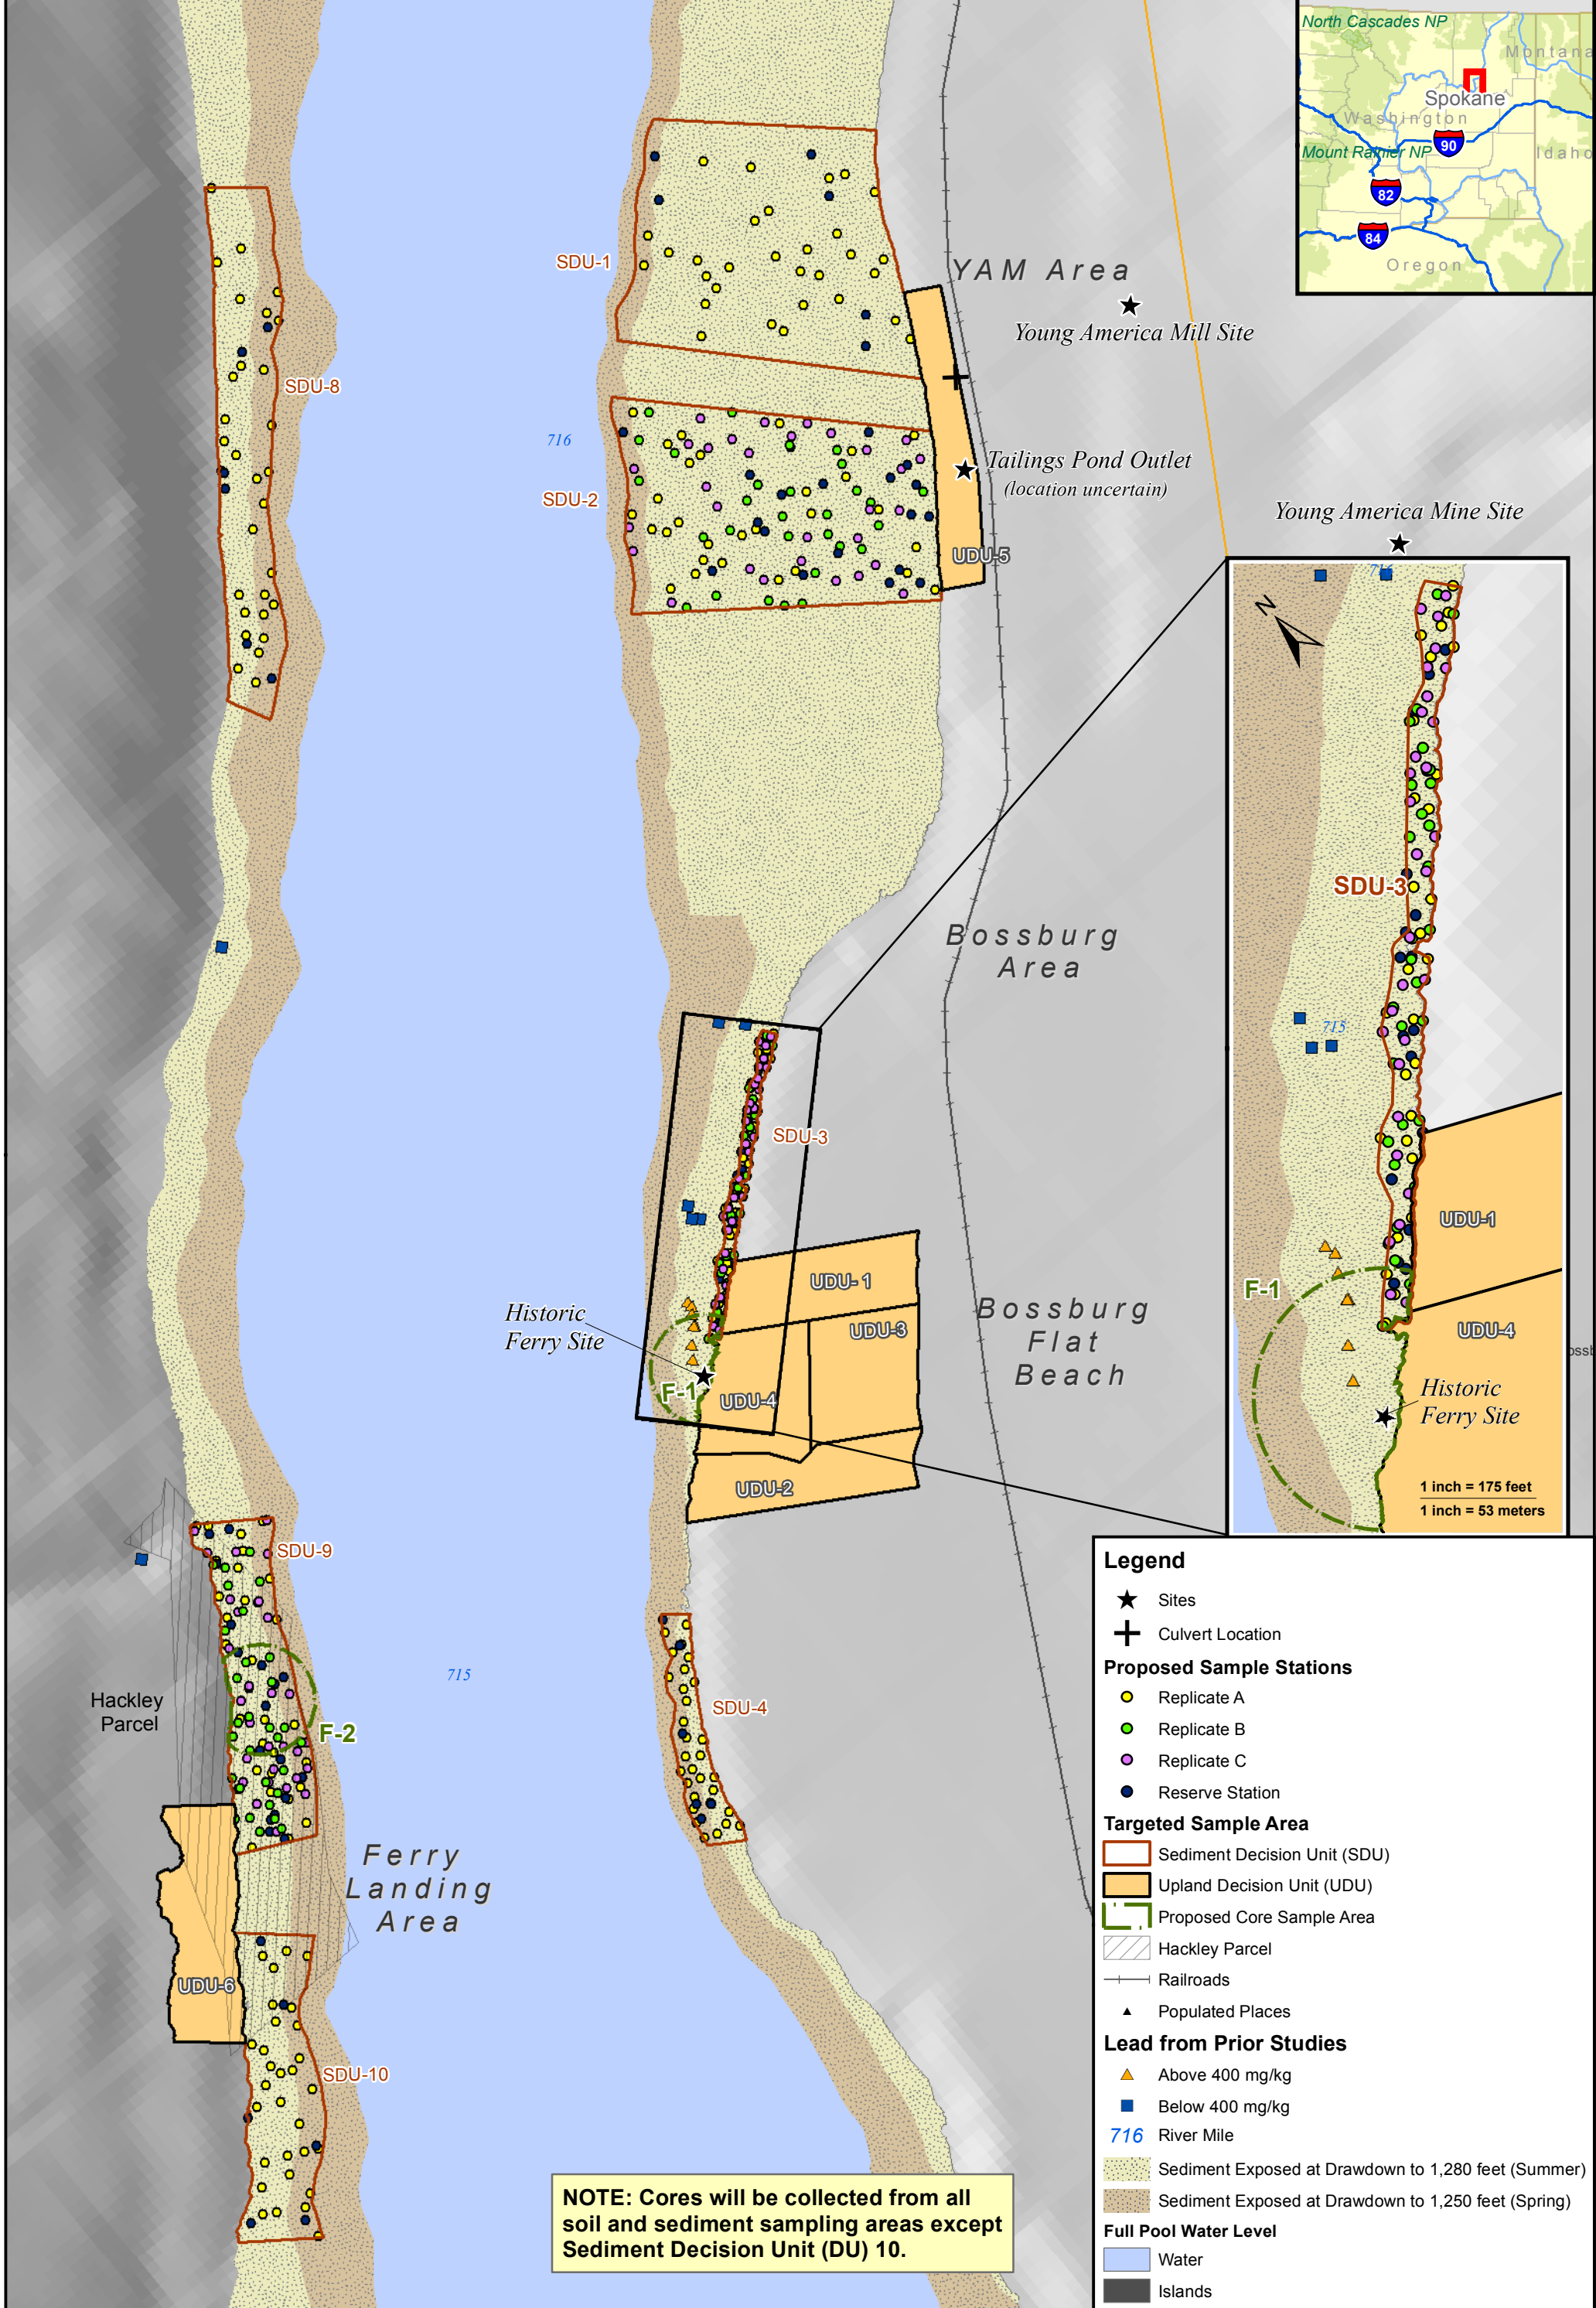 North Cascades NP
Montana
Spokane
Washington
90
Mount Rainier NP
Idaho
82
84
Oregon
SDU-1
YAM Area
Young America Mill Site
SDU-8
716
SDU-2
Tailings Pond Outlet
(location uncertain)
UDU-5
Young America Mine Site
716
N
SDU-3
715
UDU-1
F-1
UDU-4
Historic
Ferry Site
1 inch = 175 feet
1 inch = 53 meters
Bossburg
Area
SDU-3
UDU- 1
UDU-3
Historic
Ferry Site
F-1
UDU-4
Bossburg
Flat
Beach
UDU-2
SDU-9
Hackley
Parcel
F-2
715
SDU-4
Ferry
Landing
Area
UDU-6
SDU-10
NOTE: Cores will be collected from all
soil and sediment sampling areas except
Sediment Decision Unit (DU) 10.
Legend
Sites
Culvert Location
Proposed Sample Stations
Replicate A
Replicate B
Replicate C
Reserve Station
Targeted Sample Area
Sediment Decision Unit (SDU)
Upland Decision Unit (UDU)
Proposed Core Sample Area
Hackley Parcel
Railroads
Populated Places
Lead from Prior Studies
Above 400 mg/kg
Below 400 mg/kg
716 River Mile
Sediment Exposed at Drawdown to 1,280 feet (Summer)
Sediment Exposed at Drawdown to 1,250 feet (Spring)
Full Pool Water Level
Water
Islands